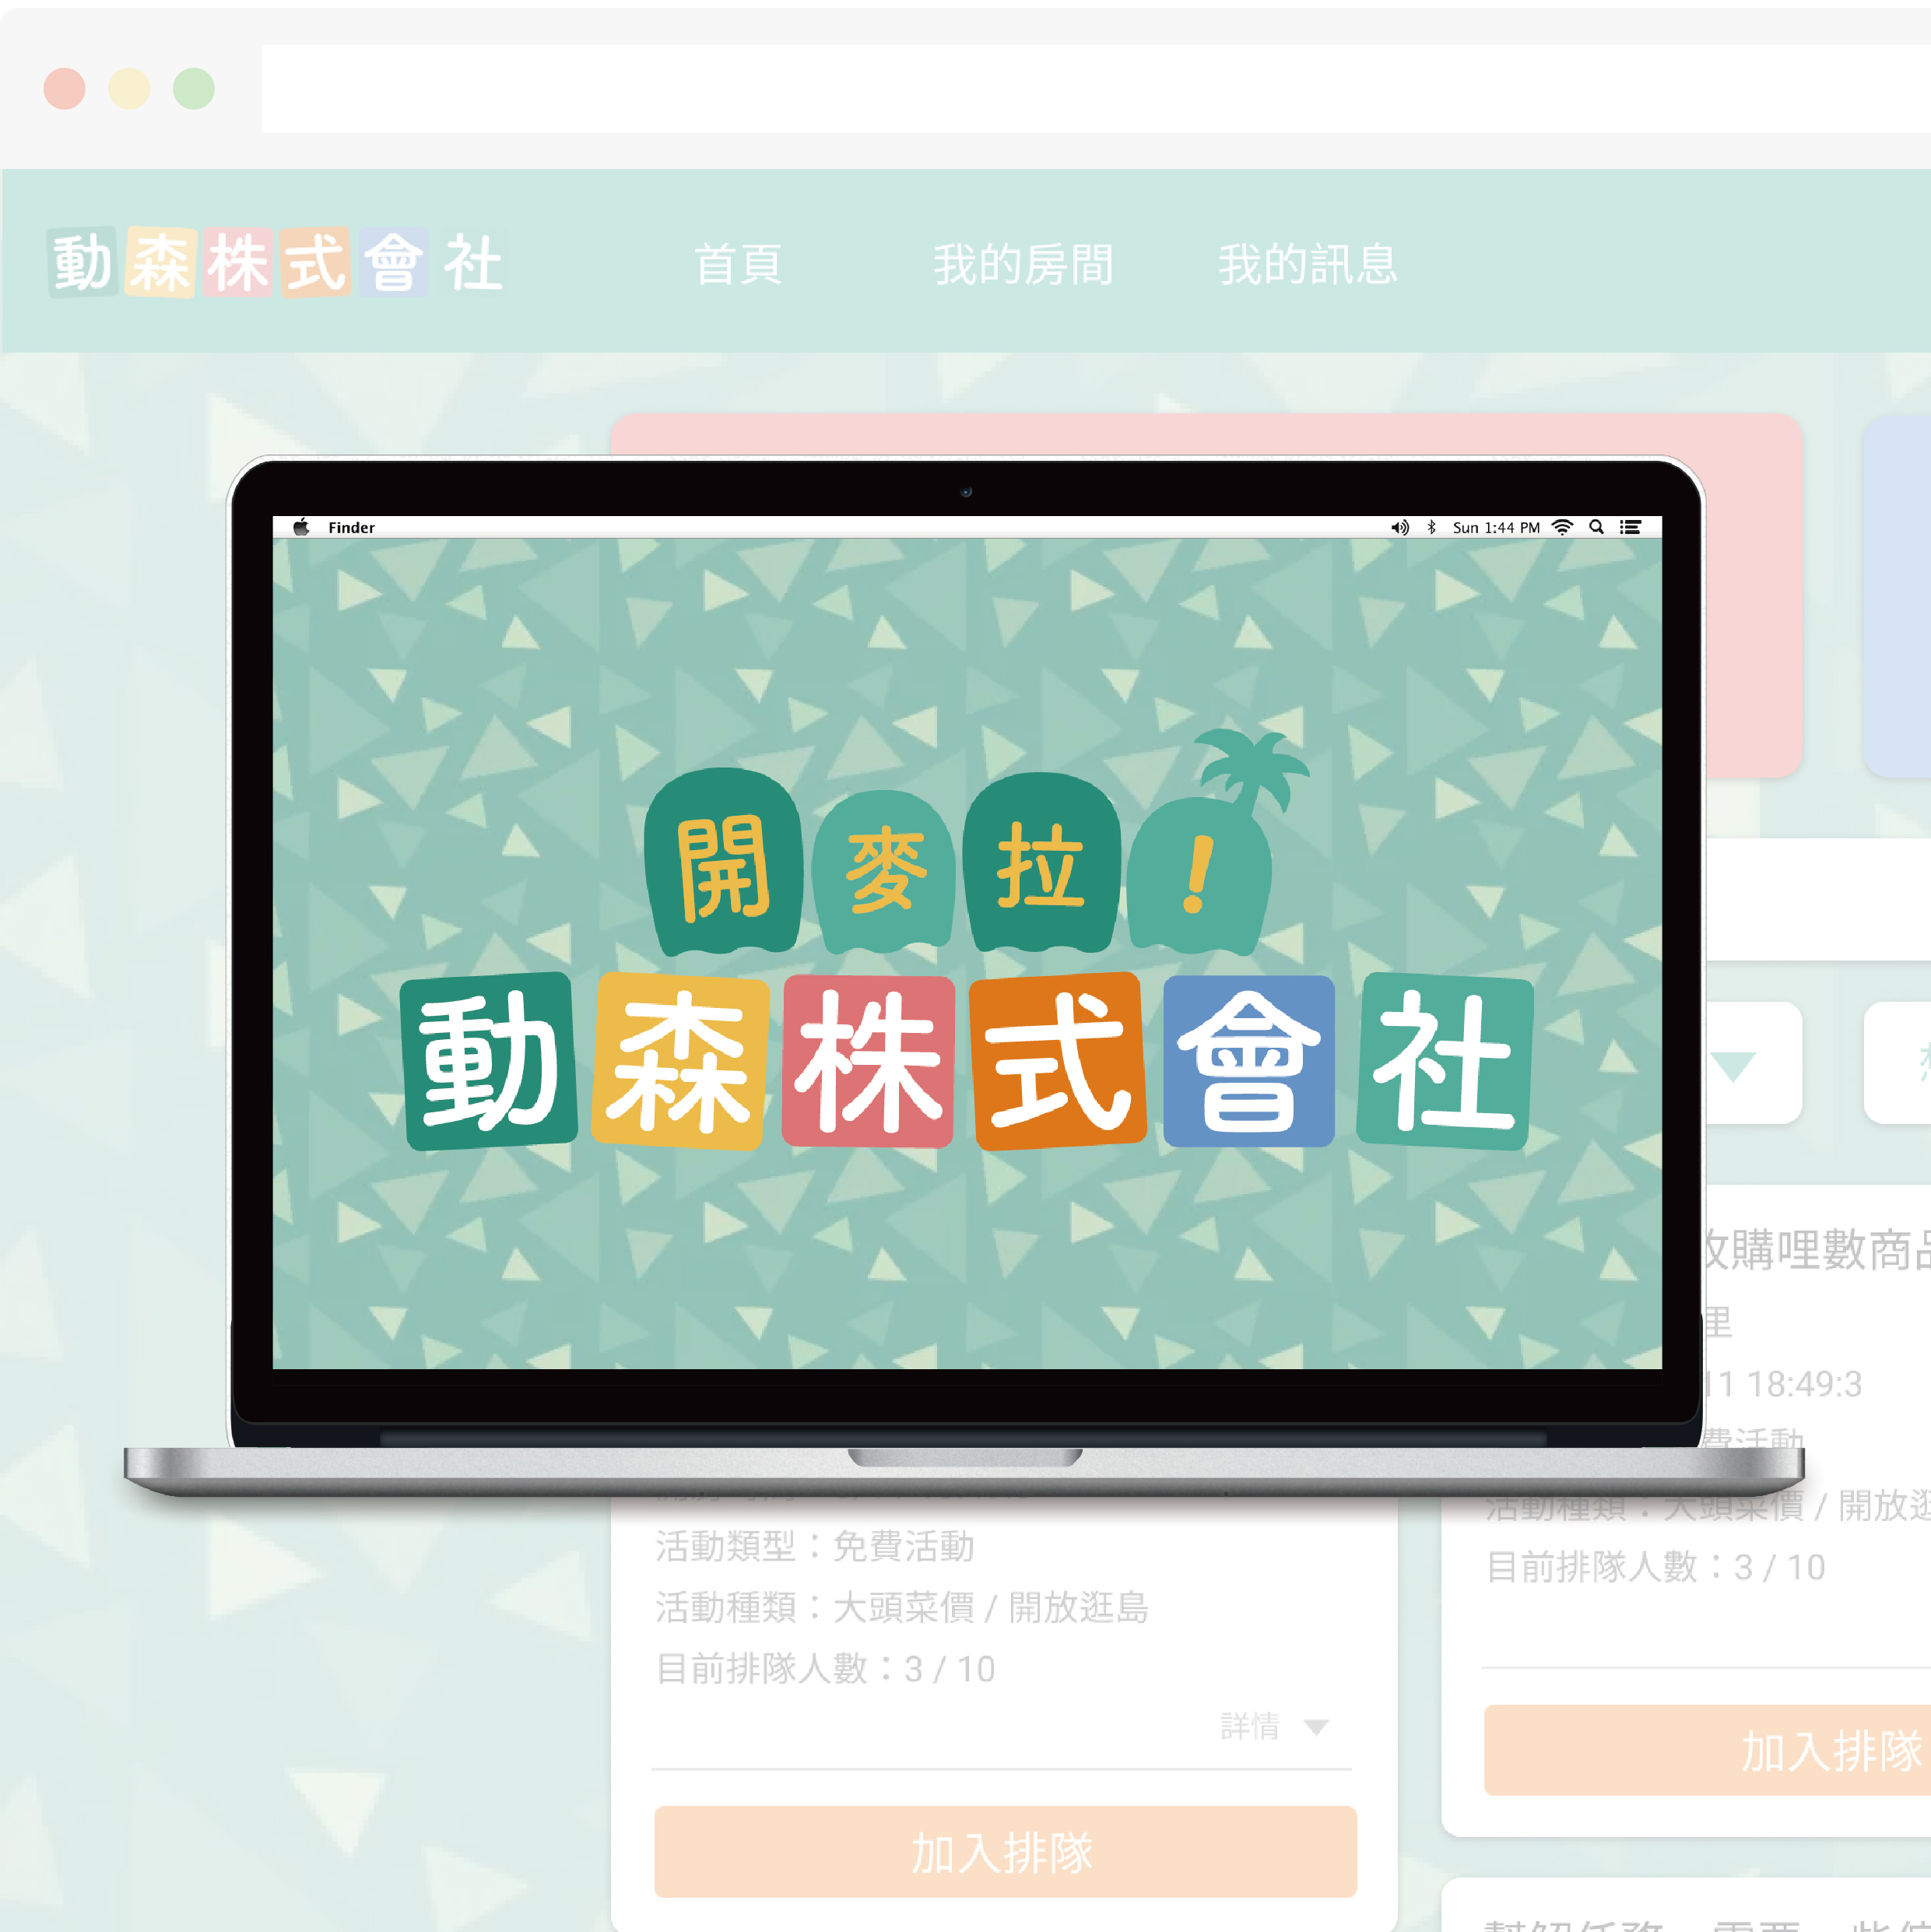 動森株式會社
首頁 我的房間 我的訊息
Finder Sun 1:44 PM
開麥拉!
動森株式會社
收購哩數商品
里
11 18:49:3
費活動
活動類型：免費活動
活動種類：大頭菜價 / 開放逛島
目前排隊人數：3 / 10
詳情
加入排隊
活動種類：大頭菜價 / 開放逛
目前排隊人數：3 / 10
加入排隊